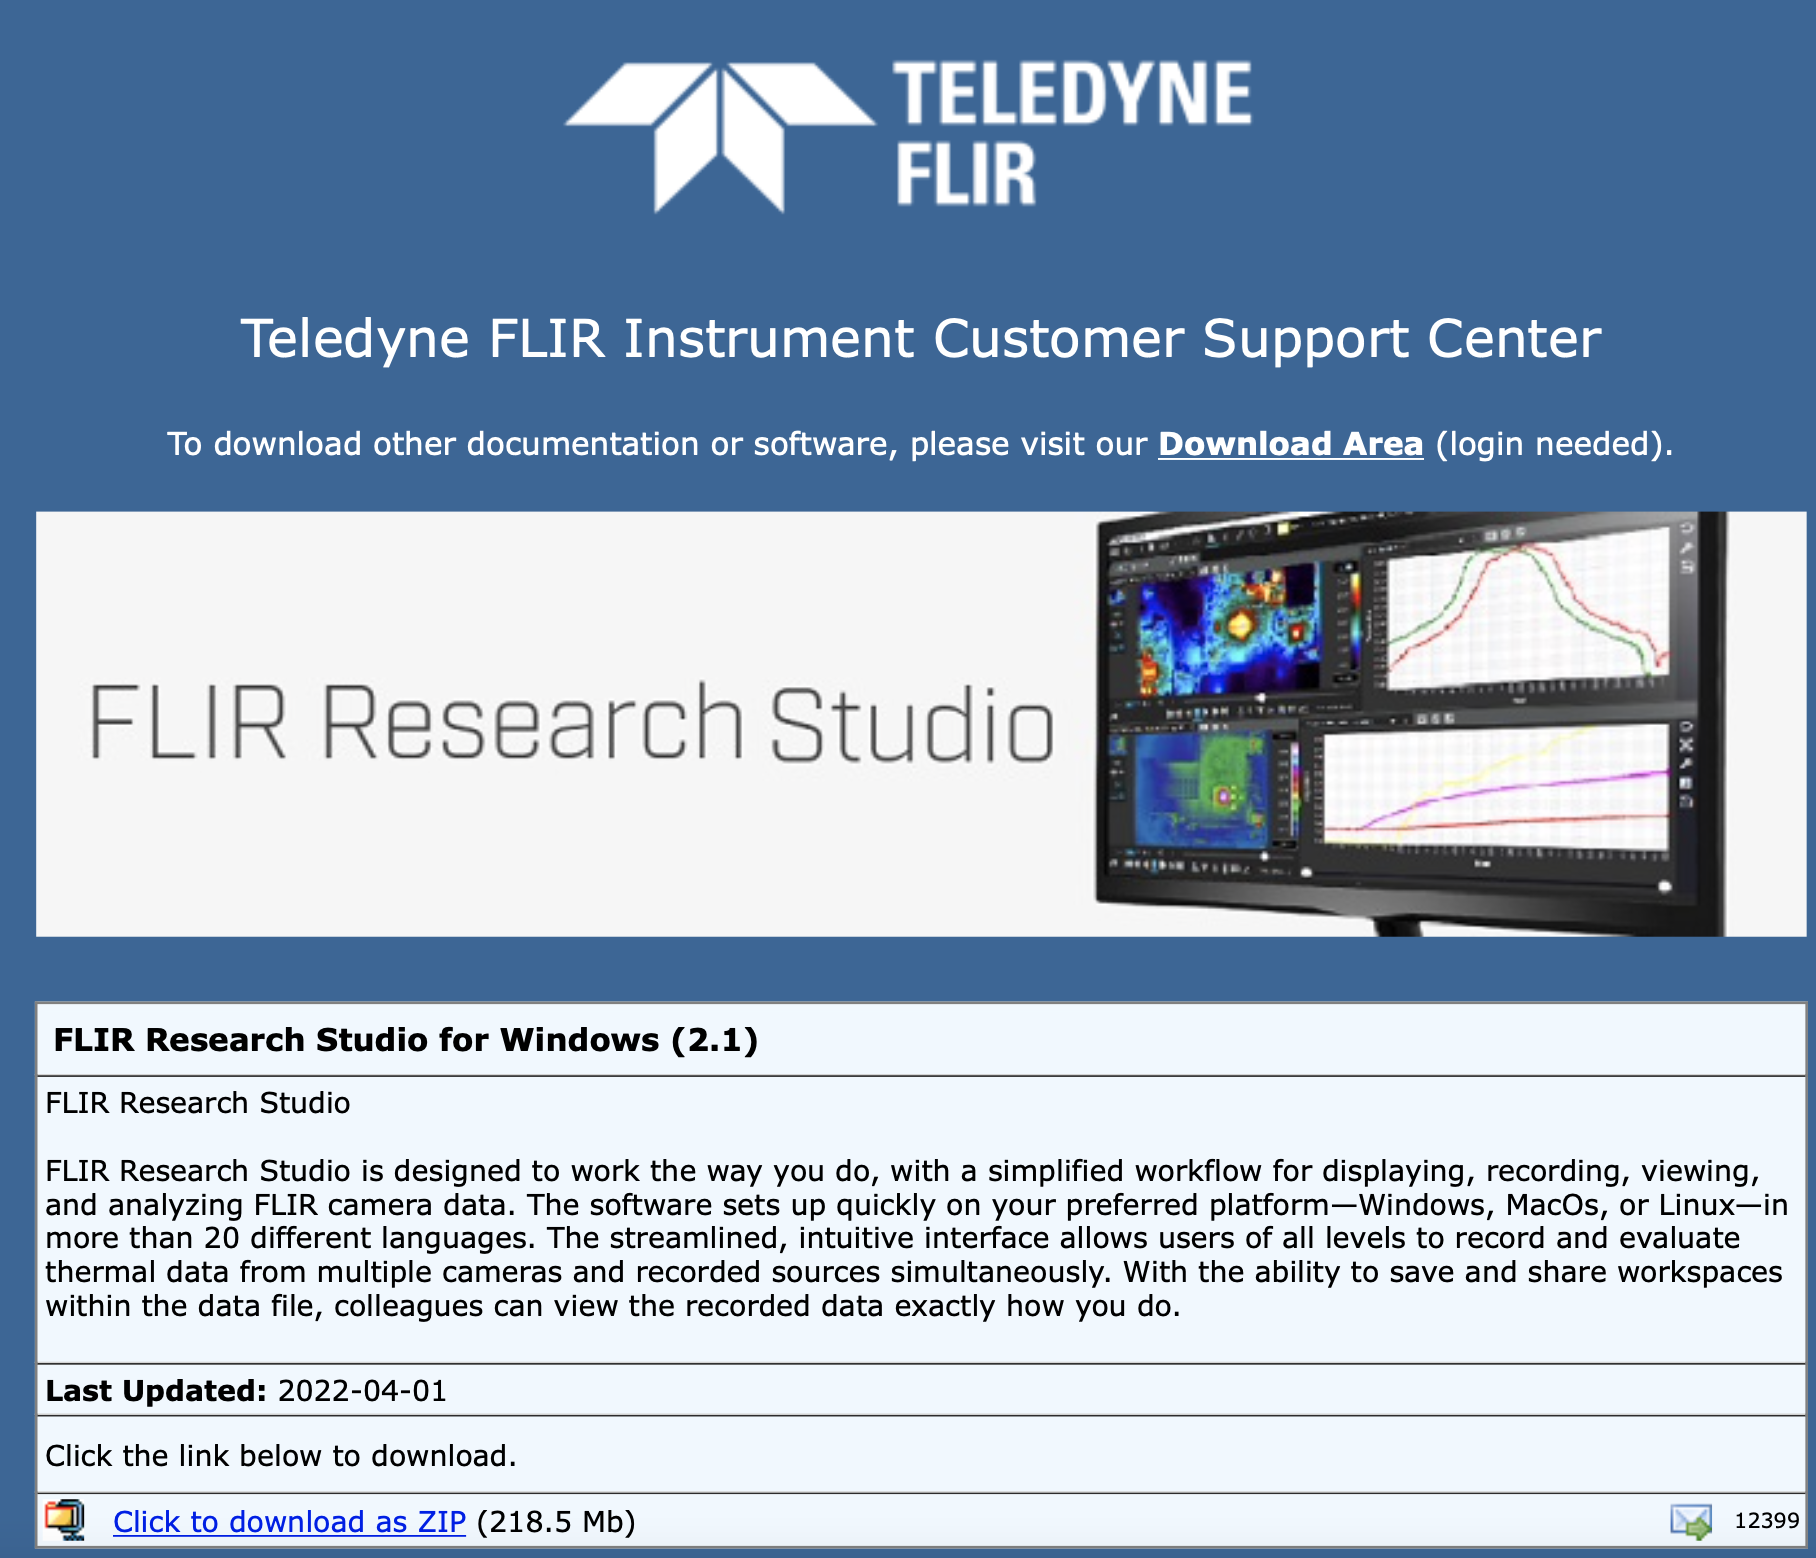 TELEDYNE
FLIR
Teledyne FLIR Instrument Customer Support Center
To download other documentation or software, please visit our Download Area (login needed).
FLIR Research Studio
FLIR Research Studio for Windows (2.1)
FLIR Research Studio
FLIR Research Studio is designed to work the way you do, with a simplified workflow for displaying, recording, viewing,
and analyzing FLIR camera data. The software sets up quickly on your preferred platform—Windows, MacOs, or Linux—in
more than 20 different languages. The streamlined, intuitive interface allows users of all levels to record and evaluate
thermal data from multiple cameras and recorded sources simultaneously. With the ability to save and share workspaces
within the data file, colleagues can view the recorded data exactly how you do.
Last Updated: 2022-04-01
Click the link below to download.
Click to download as ZIP (218.5 Mb) 12399